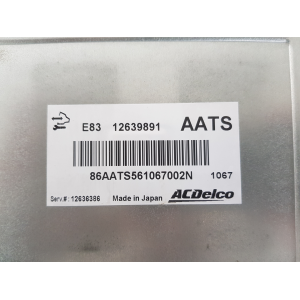 E83 12639891 AATS
86AATS561067002N 1067
Serv.#: 12636386 Made in Japan ACDelco